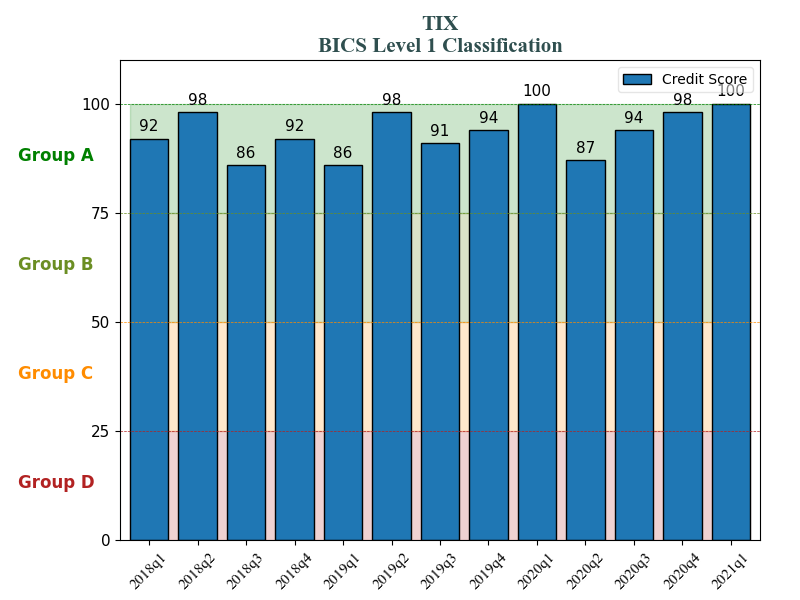 TIX
BICS Level 1 Classification
Credit Score
100
92
98
86
92
86
98
91
94
100
87
94
98
100
Group A
75
Group B
50
Group C
25
Group D
0
2018q1
2018q2
2018q3
2018q4
2019q1
2019q2
2019q3
2019q4
2020q1
2020q2
2020q3
2020q4
2021q1